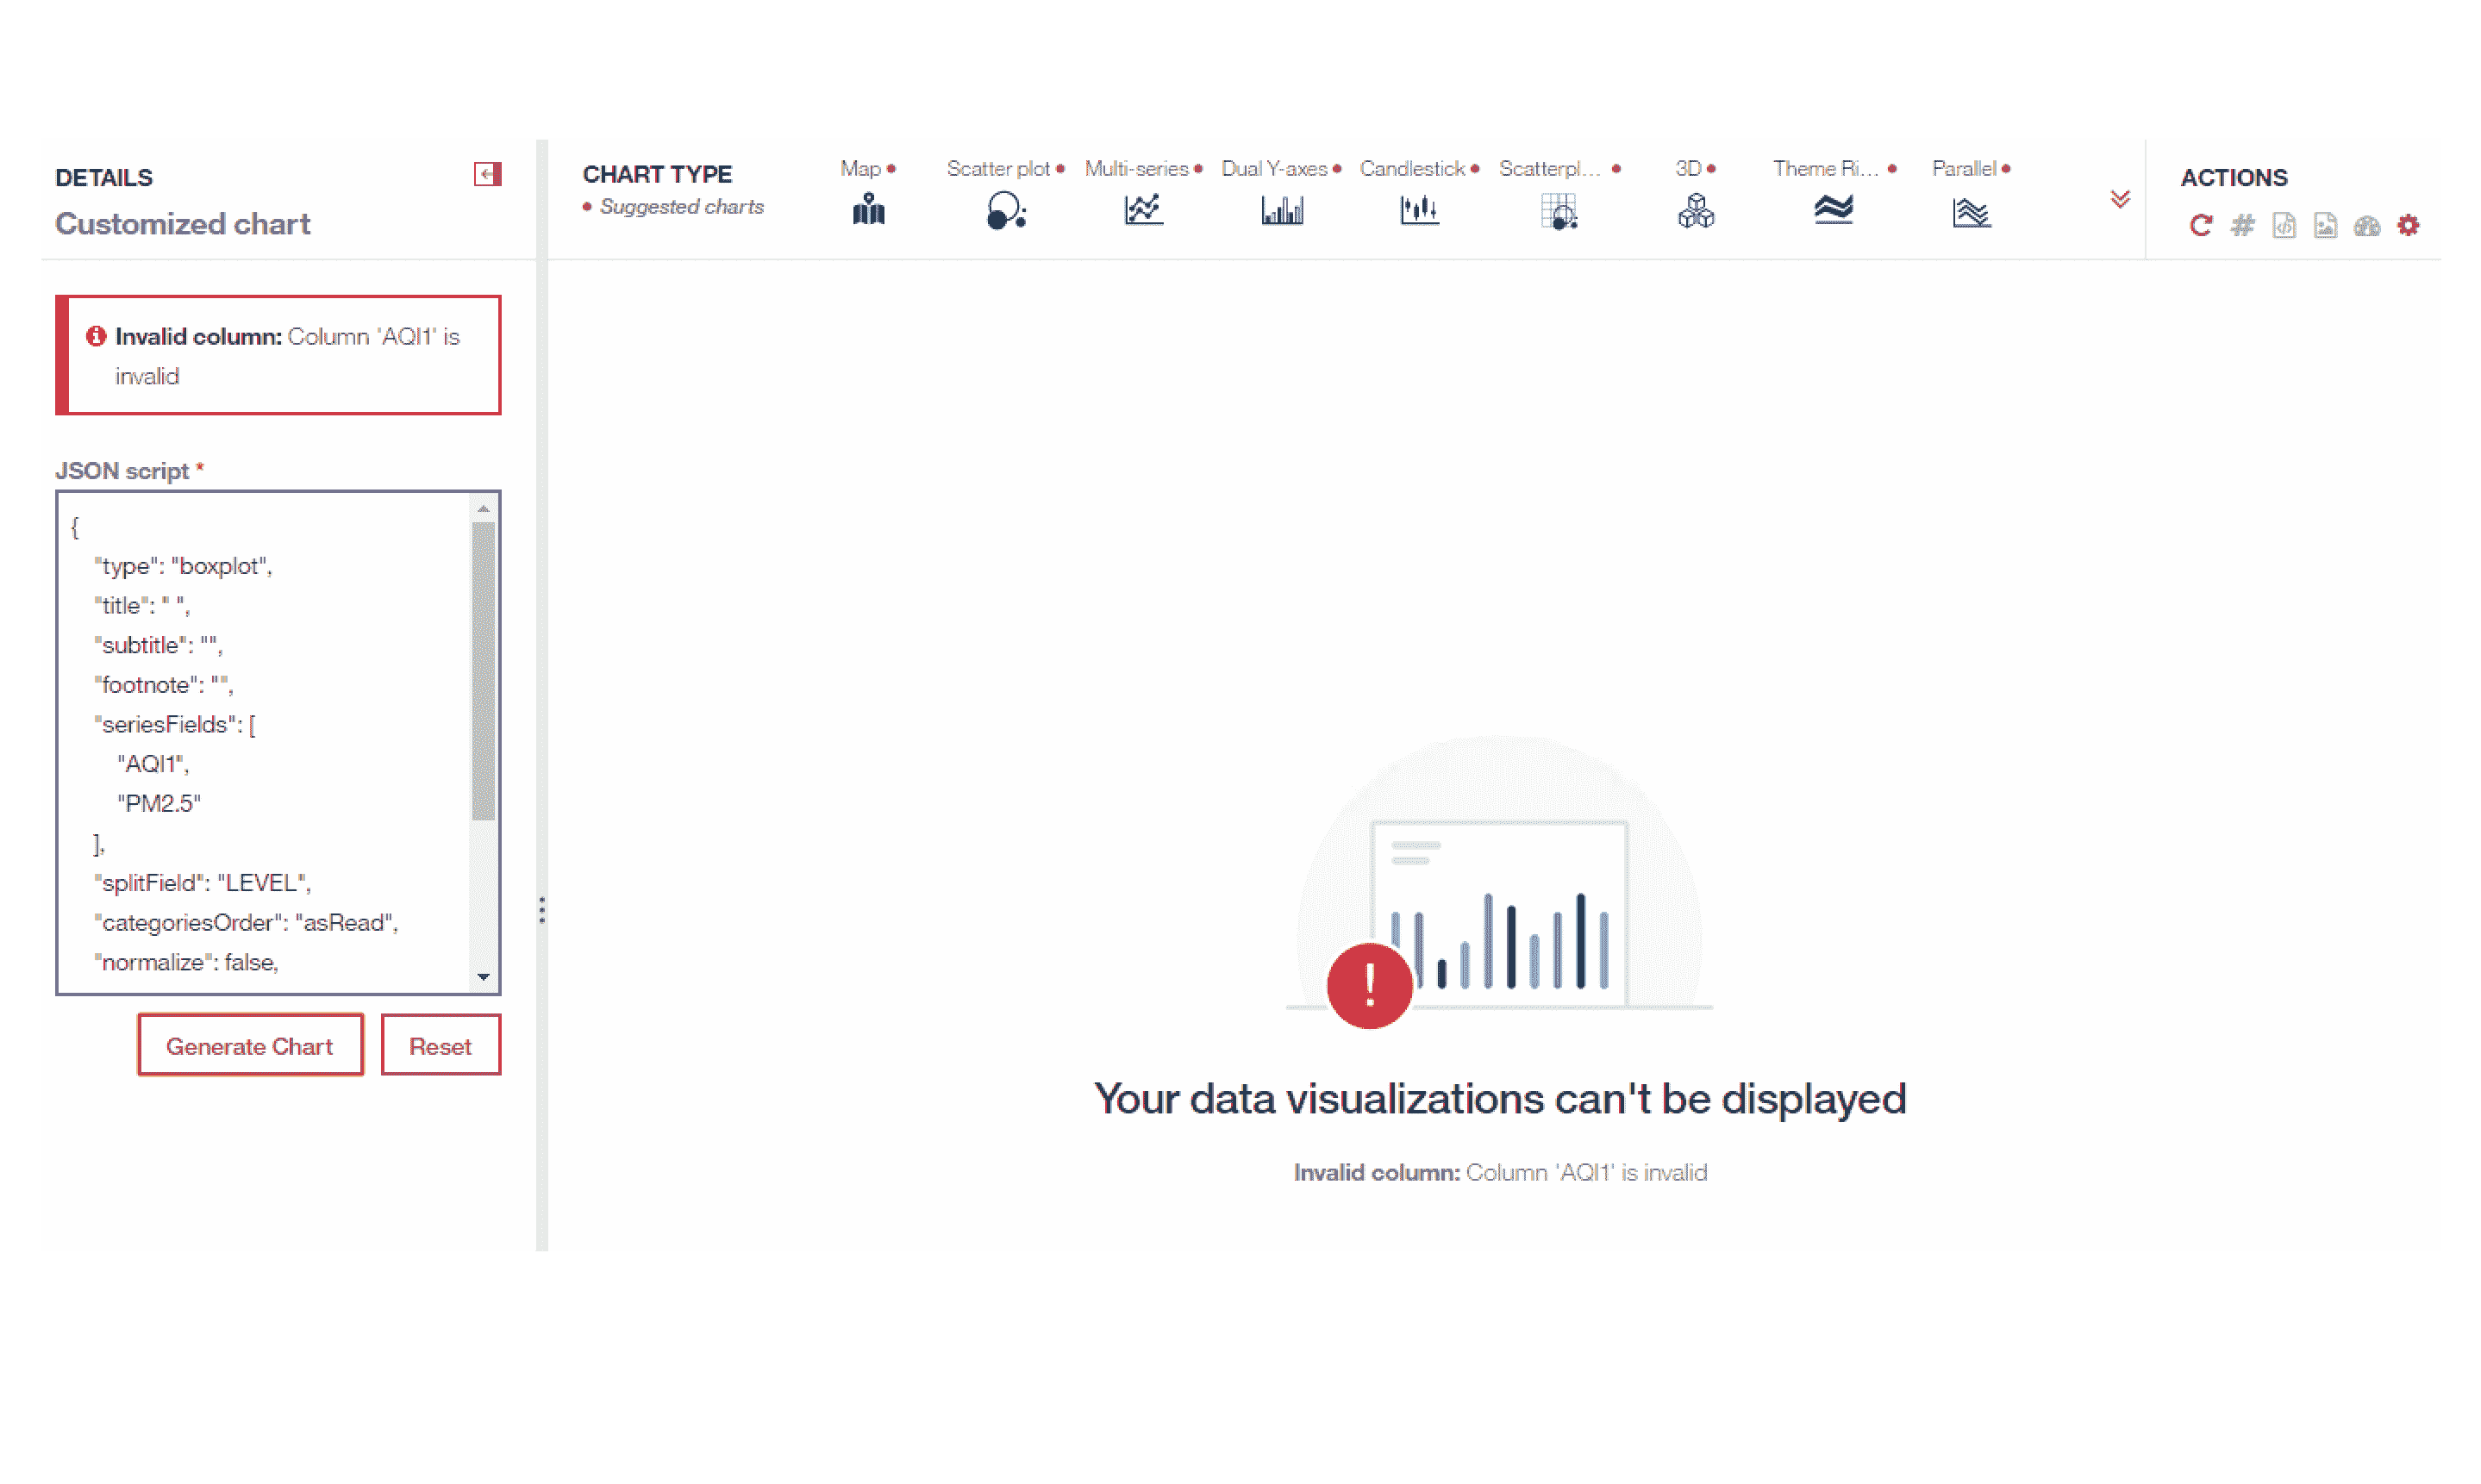 DETAILS
Customized chart
Invalid column: Column 'AQI1' is
invalid
JSON script *
{
"type": "boxplot",
"title": " ",
"subtitle": "",
"footnote": "",
"seriesFields": [
"AQI1",
"PM2.5"
],
"splitField": "LEVEL",
"categoriesOrder": "asRead",
"normalize": false,
Generate Chart
Reset
CHART TYPE
Suggested charts
Map
Scatter plot
Multi-series
Dual Y-axes
Candlestick
Scatterpl...
3D
Theme Ri...
Parallel
ACTIONS
Your data visualizations can't be displayed
Invalid column: Column 'AQI1' is invalid